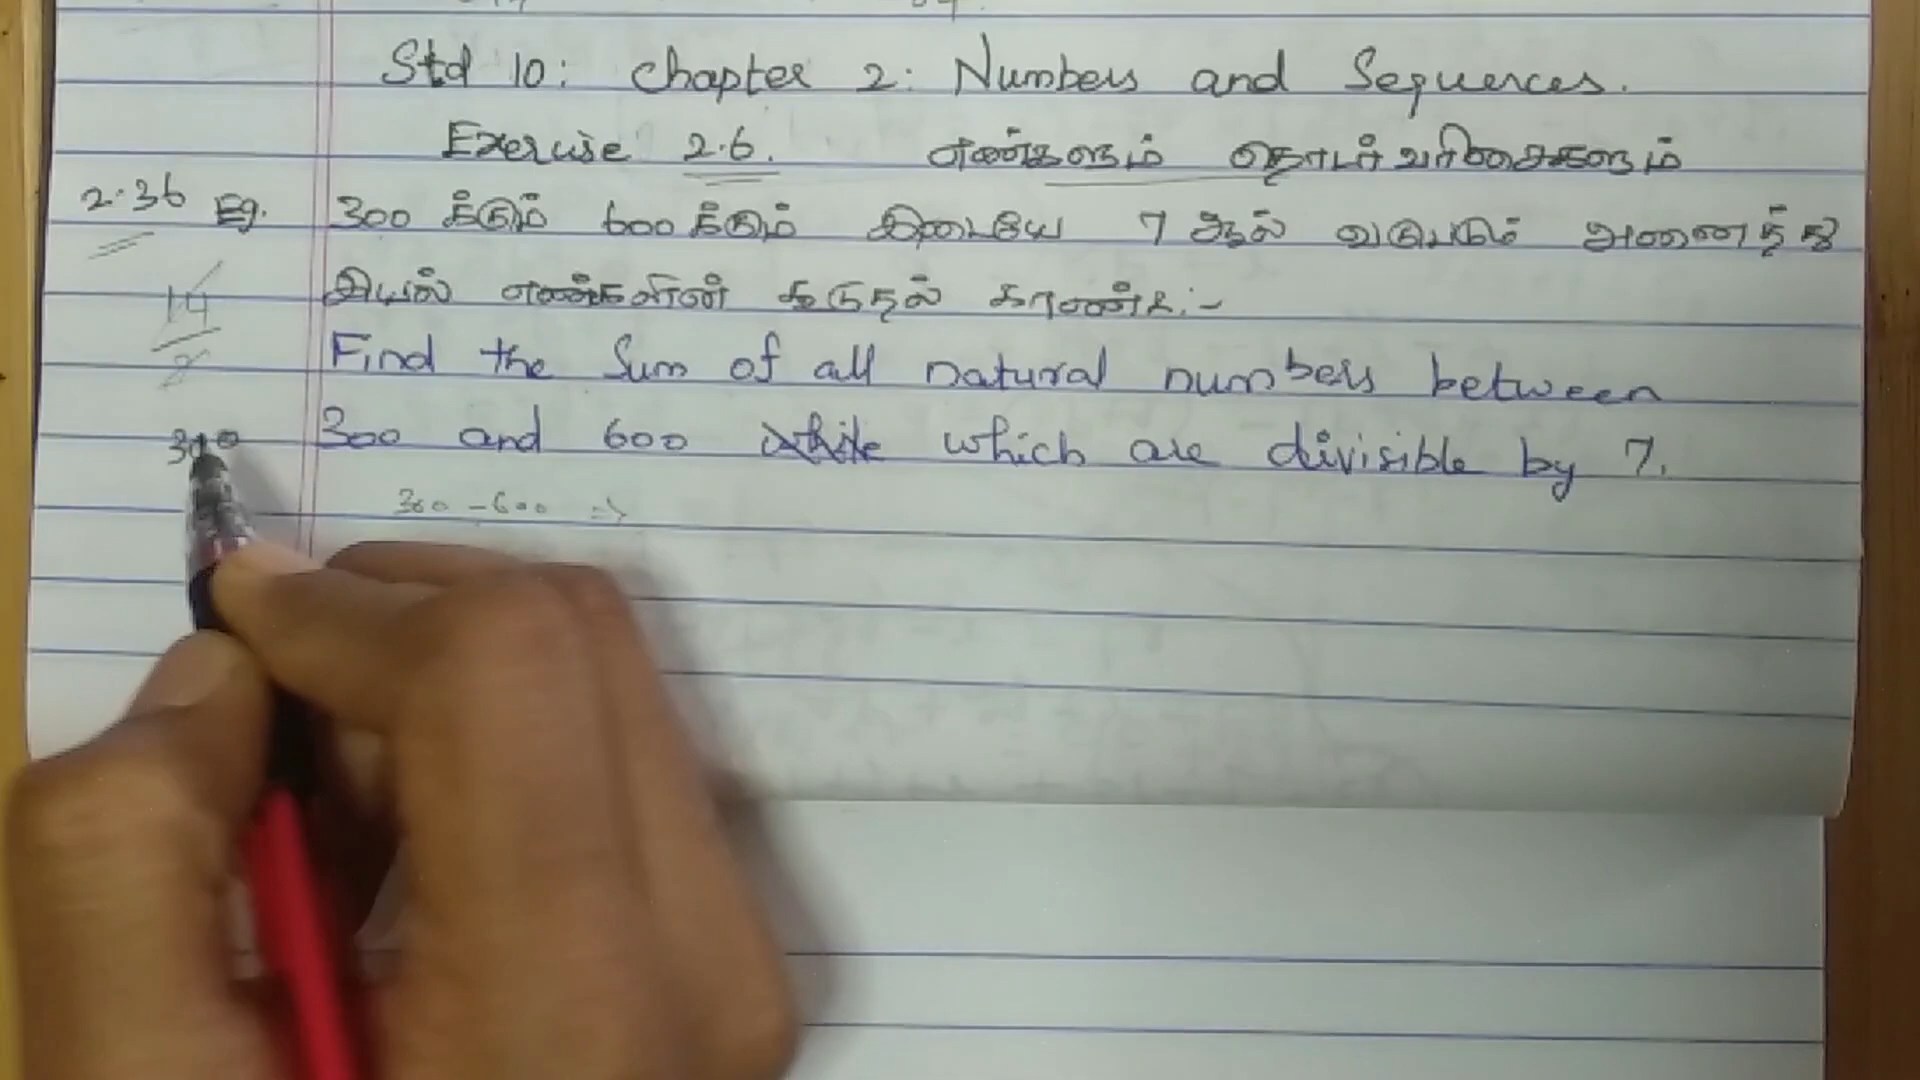 Std 10: Chapter 2: Numbers and Sequences.
Exercise 2.6. எண்களும் தொடர்வரிசைகளும்
2.36 Eg. 300 க்கும் 600 க்கும் இடையே 7 ஆல் வகுபடும் அனைத்து
இயல் எண்களின் கூடுதல் காண்க:-
14
Find the Sum of all natural numbers between
300 and 600 which are divisible by 7.
300 - 600 =>